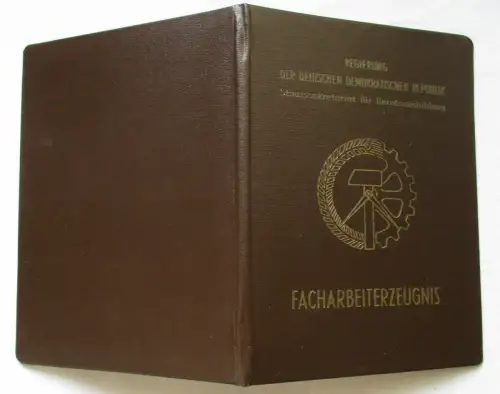 REGIERUNG
DER DEUTSCHEN DEMOKRATISCHEN REPUBLIK
Staatssekretariat für Berufsausbildung
FACHARBEITERZEUGNIS